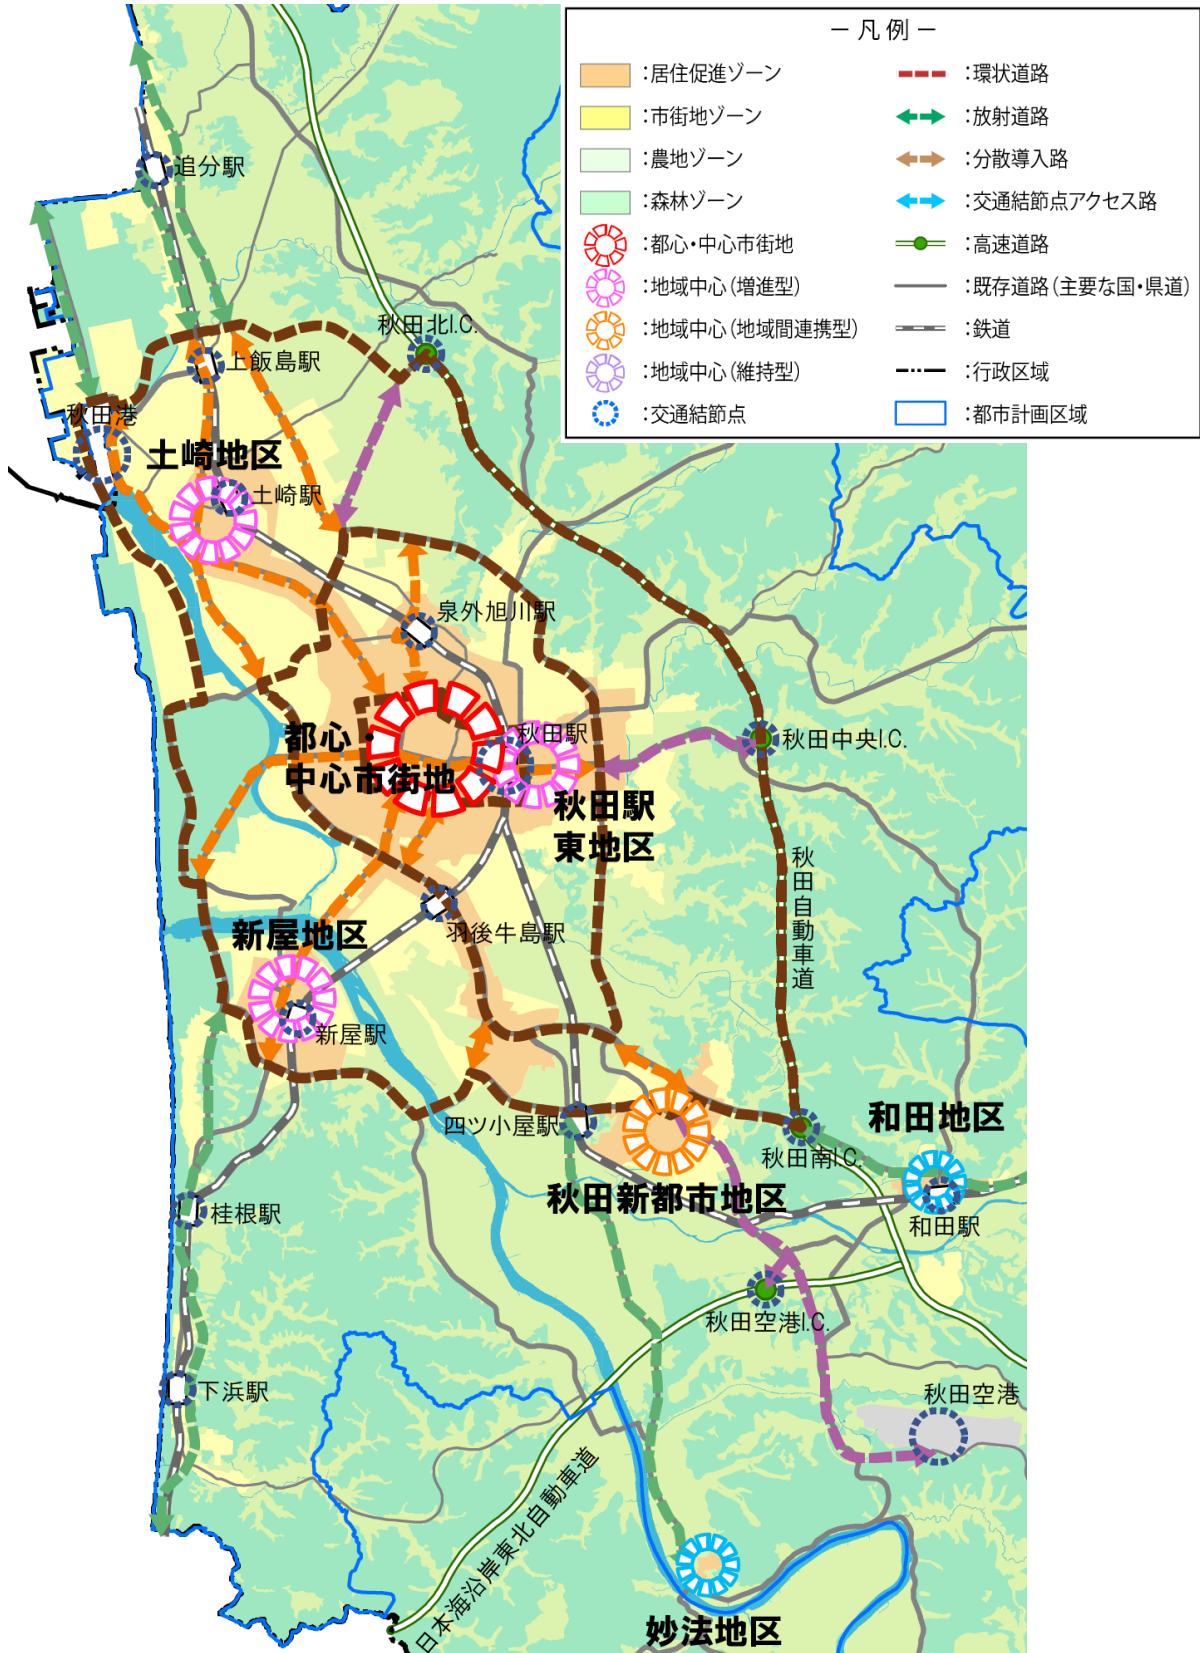 ― 凡 例 ―
：居住促進ゾーン
：市街地ゾーン
：農地ゾーン
：森林ゾーン
：都心・中心市街地
：地域中心（増進型）
：地域中心（地域間連携型）
：地域中心（維持型）
：交通結節点
：環状道路
：放射道路
：分散導入路
：交通結節点アクセス路
：高速道路
：既存道路（主要な国・県道）
：鉄道
：行政区域
：都市計画区域
追分駅
秋田北I.C.
上飯島駅
秋田港
土崎地区
土崎駅
泉外旭川駅
都心・
中心市街地
秋田駅
秋田中央I.C.
秋田駅
東地区
秋田自動車道
新屋地区
羽後牛島駅
新屋駅
四ツ小屋駅
和田地区
秋田南I.C.
秋田新都市地区
和田駅
桂根駅
秋田空港I.C.
下浜駅
秋田空港
日本海沿岸東北自動車道
妙法地区